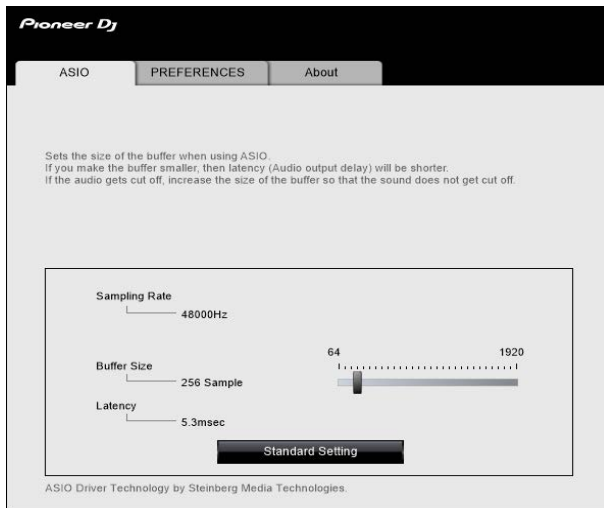 Pioneer Dj
ASIO PREFERENCES About
Sets the size of the buffer when using ASIO.
If you make the buffer smaller, then latency (Audio output delay) will be shorter.
If the audio gets cut off, increase the size of the buffer so that the sound does not get cut off.
Sampling Rate
48000Hz
64 1920
Buffer Size
256 Sample
Latency
5.3msec
Standard Setting
ASIO Driver Technology by Steinberg Media Technologies.